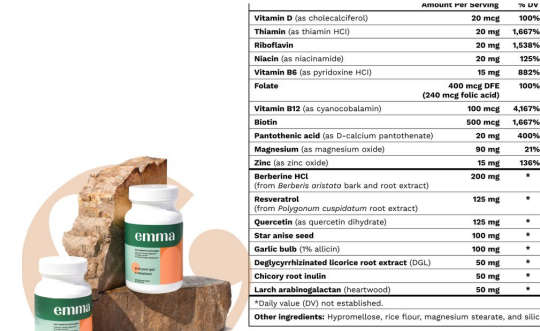 Amount Per Serving % DV
Vitamin D (as cholecalciferol) 20 mcg 100%
Thiamin (as thiamin HCI) 20 mg 1,667%
Riboflavin 20 mg 1,538%
Niacin (as niacinamide) 20 mg 125%
Vitamin B6 (as pyridoxine HCI) 15 mg 882%
Folate 400 mcg DFE 100%
(240 mcg folic acid)
Vitamin B12 (as cyanocobalamin) 100 mcg 4,167%
Biotin 500 mcg 1,667%
Pantothenic acid (as D-calcium pantothenate) 20 mg 400%
Magnesium (as magnesium oxide) 90 mg 21%
Zinc (as zinc oxide) 15 mg 136%
Berberine HCl 200 mg *
(from Berberis aristata bark and root extract)
Resveratrol 125 mg *
(from Polygonum cuspidatum root extract)
Quercetin (as quercetin dihydrate) 125 mg *
Star anise seed 100 mg *
Garlic bulb (1% allicin) 100 mg *
Deglycyrrhizinated licorice root extract (DGL) 50 mg *
Chicory root inulin 50 mg *
Larch arabinogalactan (heartwood) 50 mg *
*Daily value (DV) not established.
Other ingredients: Hypromellose, rice flour, magnesium stearate, and silic
emma
emma